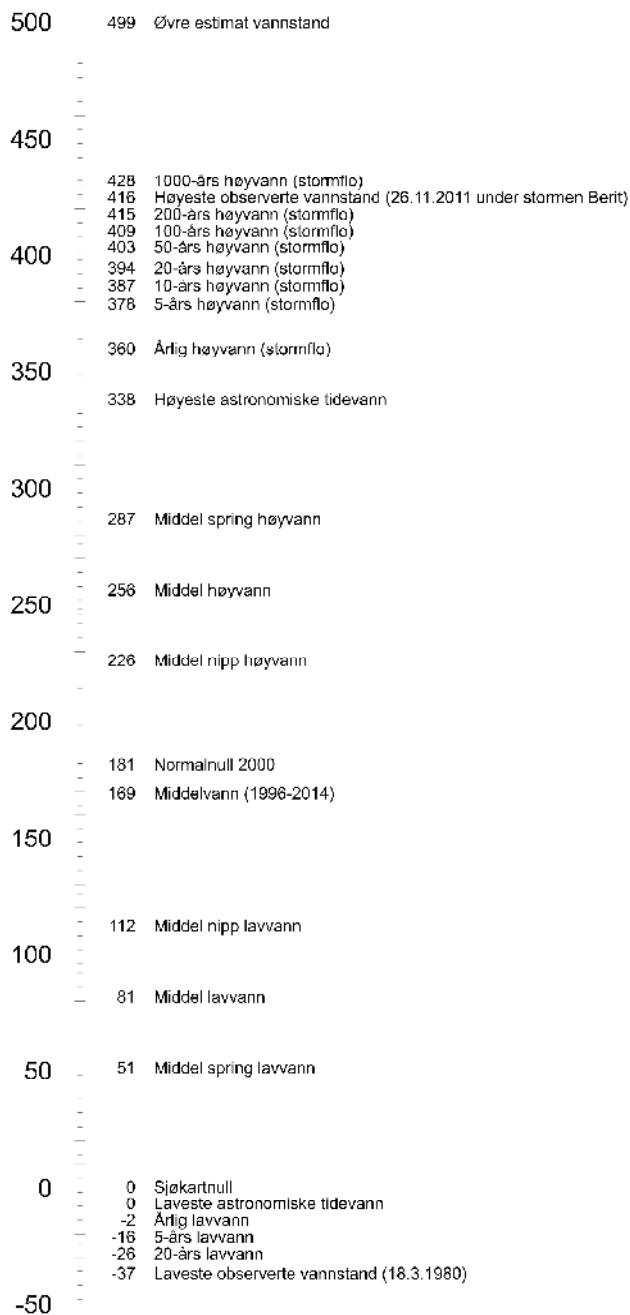 500
499 Øvre estimat vannstand
450
428 1000-års høyvann (stormflo)
416 Høyeste observerte vannstand (26.11.2011 under stormen Berit)
415 200-års høyvann (stormflo)
409 100-års høyvann (stormflo)
403 50-års høyvann (stormflo)
400
394 20-års høyvann (stormflo)
387 10-års høyvann (stormflo)
378 5-års høyvann (stormflo)
360 Årlig høyvann (stormflo)
350
338 Høyeste astronomiske tidevann
300
287 Middel spring høyvann
256 Middel høyvann
250
226 Middel nipp høyvann
200
181 Normalnull 2000
169 Middelvann (1996-2014)
150
112 Middel nipp lavvann
100
81 Middel lavvann
50
51 Middel spring lavvann
0
0 Sjøkartnull
0 Laveste astronomiske tidevann
-2 Årlig lavvann
-16 5-års lavvann
-26 20-års lavvann
-37 Laveste observerte vannstand (18.3.1980)
-50